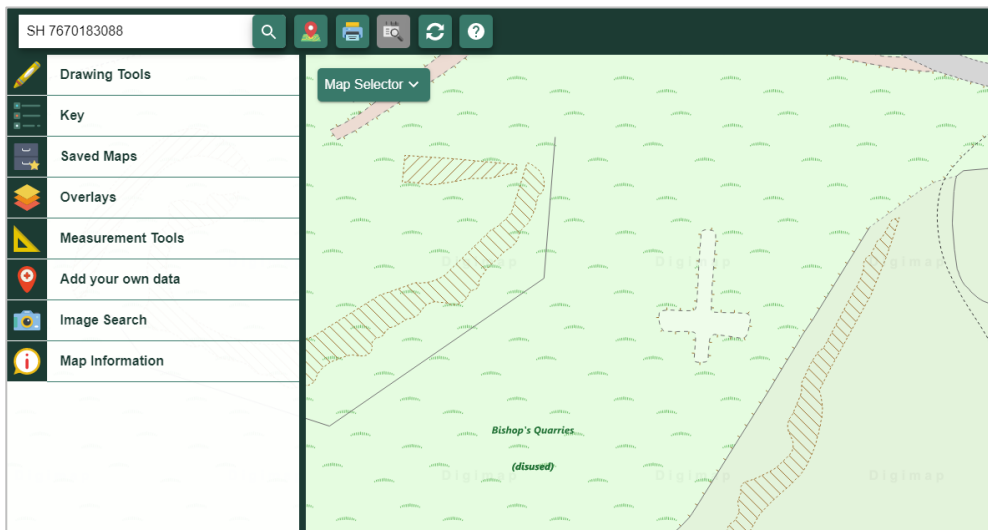 SH 7670183088
Map Selector
Drawing Tools
Key
Saved Maps
Overlays
Measurement Tools
Add your own data
Image Search
Map Information
Digimap
Digimap
Digimap
Bishop's Quarries
(disused)
Digimap
Digimap
Digimap